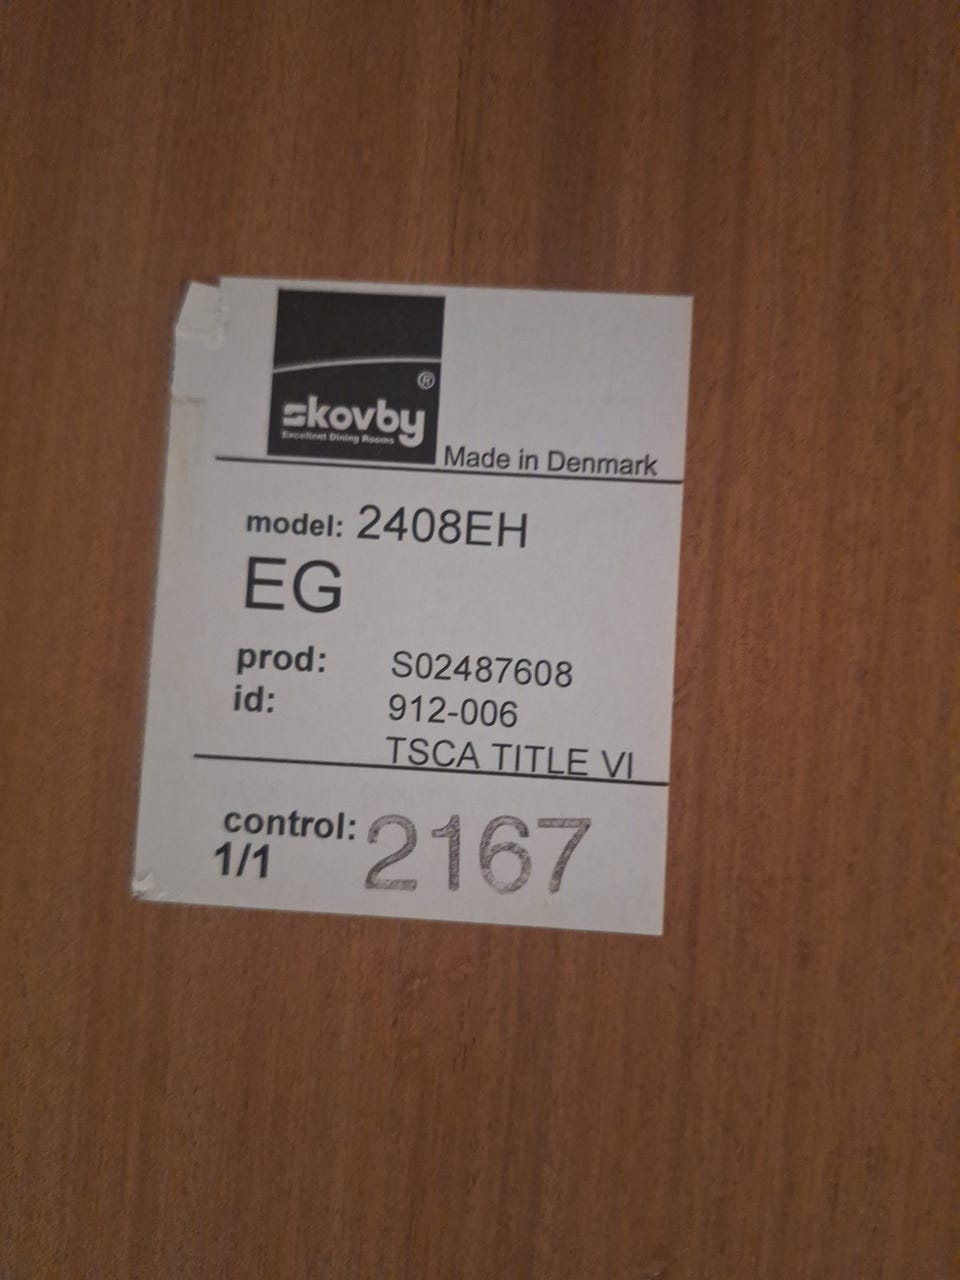 skovby®
Excellent Dining Rooms
Made in Denmark
model: 2408EH
EG
prod: S02487608
id: 912-006
TSCA TITLE VI
control: 2167
1/1